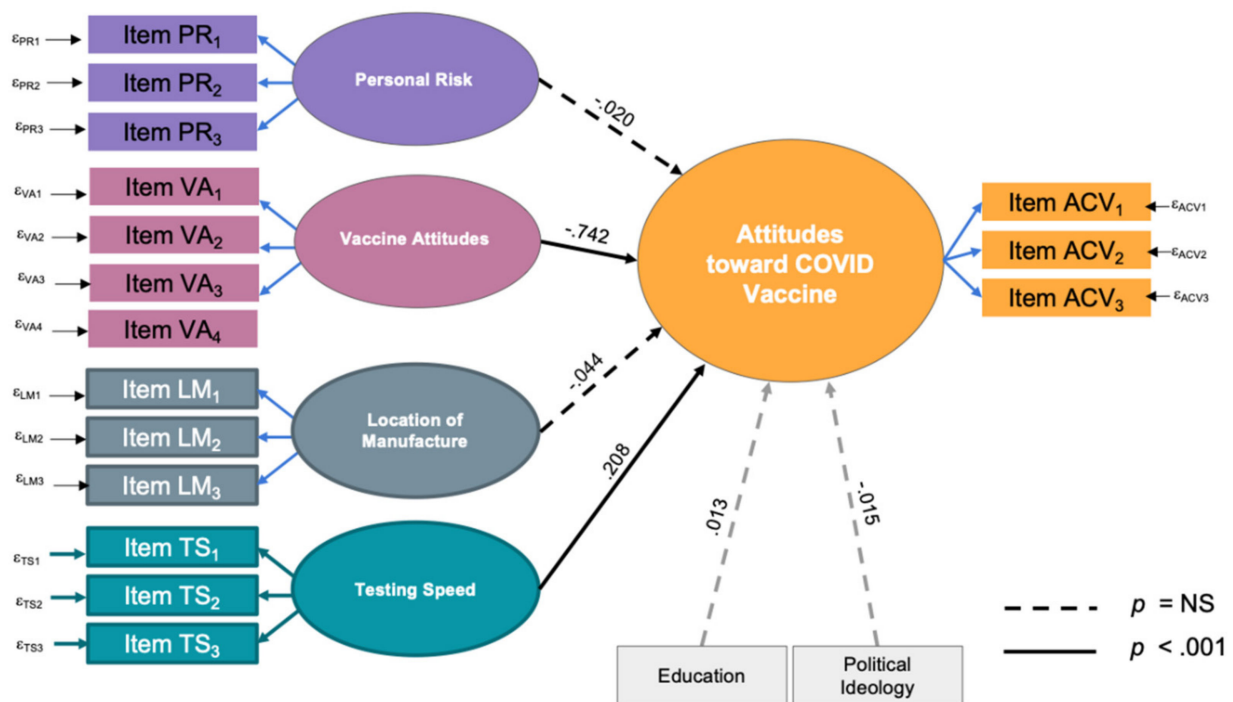 εPR1
Item PR₁
εPR2
Item PR₂
εPR3
Item PR₃
Personal Risk
-.020
εVA1
Item VA₁
εVA2
Item VA₂
εVA3
Item VA₃
εVA4
Item VA₄
Vaccine Attitudes
-.742
Attitudes
toward COVID
Vaccine
Item ACV₁
εACV1
Item ACV₂
εACV2
Item ACV₃
εACV3
εLM1
Item LM₁
εLM2
Item LM₂
εLM3
Item LM₃
Location of
Manufacture
-.044
εTS1
Item TS₁
εTS2
Item TS₂
εTS3
Item TS₃
Testing Speed
.208
.013
-.015
Education
Political
Ideology
p = NS
p < .001